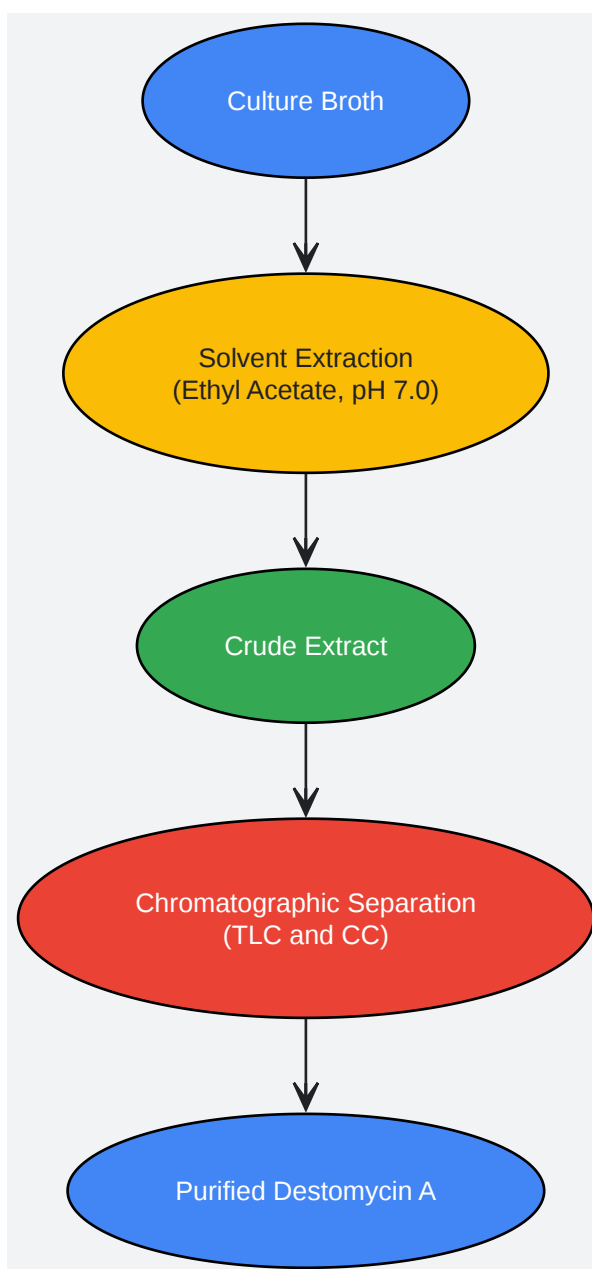 Culture Broth
Solvent Extraction
(Ethyl Acetate, pH 7.0)
Crude Extract
Chromatographic Separation
(TLC and CC)
Purified Destomycin A